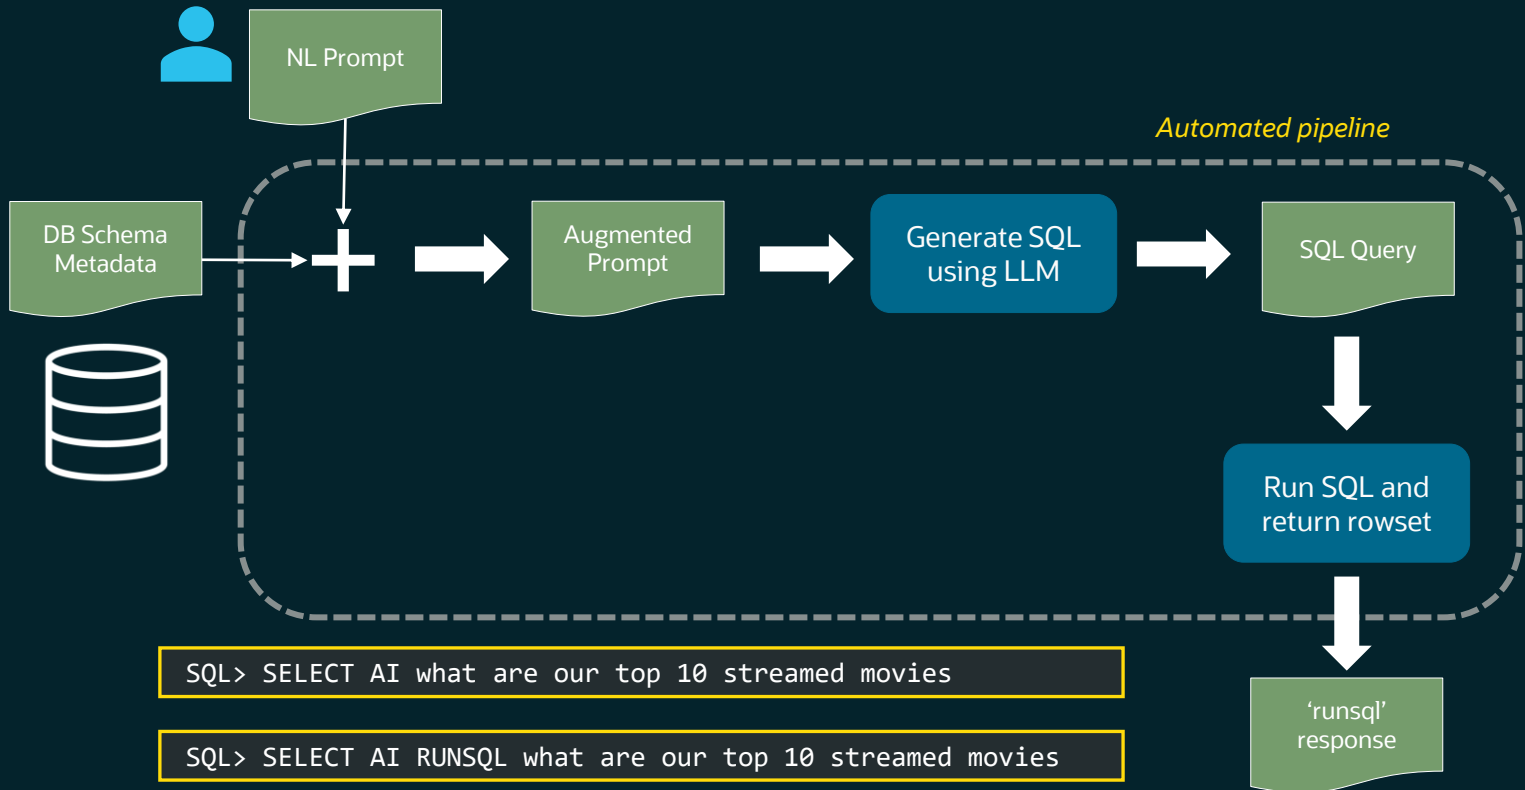 NL Prompt
Automated pipeline
DB Schema
Metadata
Augmented
Prompt
Generate SQL
using LLM
SQL Query
Run SQL and
return rowset
SQL> SELECT AI what are our top 10 streamed movies
SQL> SELECT AI RUNSQL what are our top 10 streamed movies
‘runsql’
response